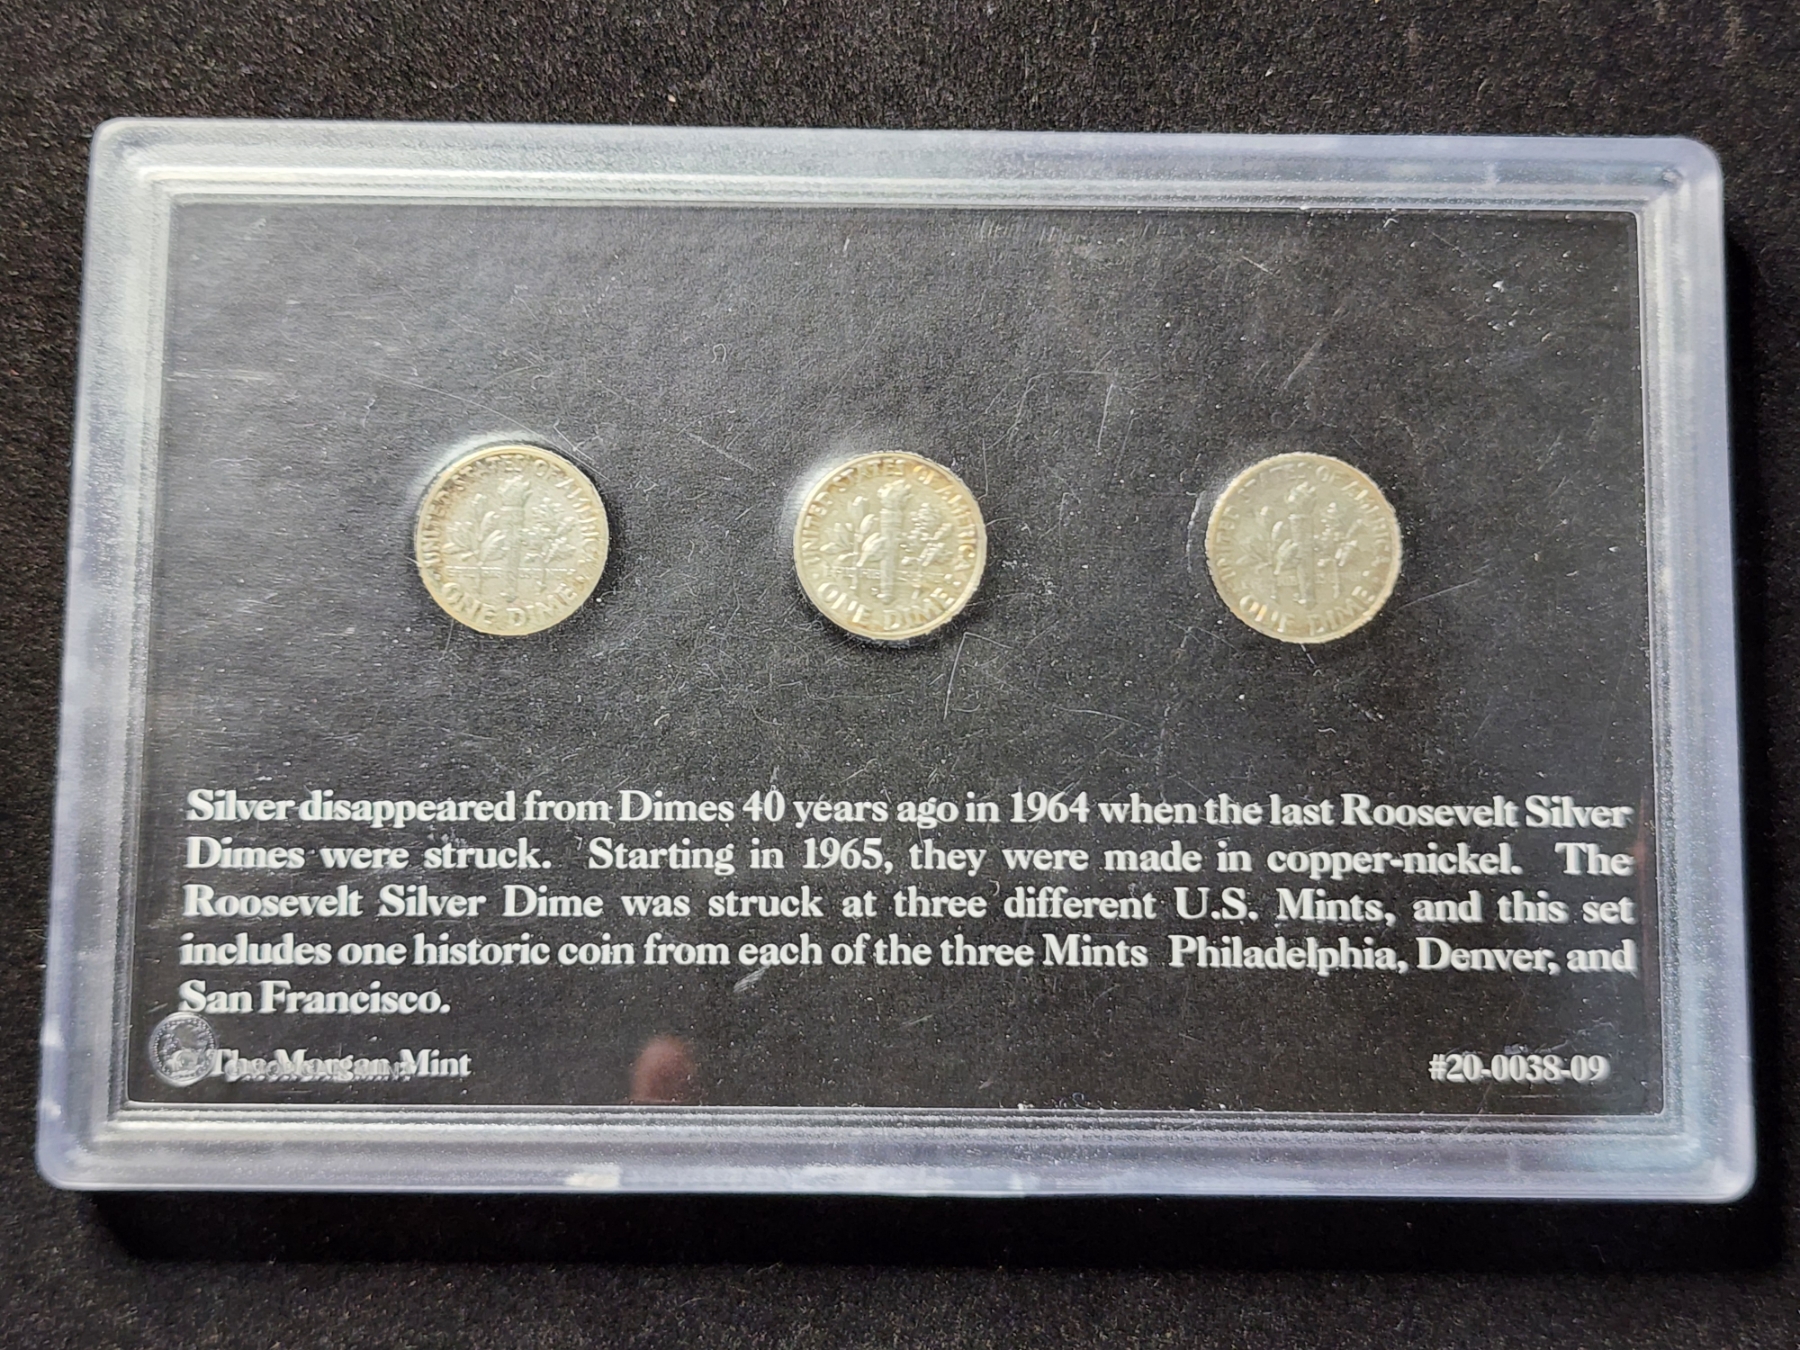 UNITED STATES OF AMERICA
ONE DIME
UNITED STATES OF AMERICA
ONE DIME
UNITED STATES OF AMERICA
ONE DIME
Silver disappeared from Dimes 40 years ago in 1964 when the last Roosevelt Silver
Dimes were struck. Starting in 1965, they were made in copper-nickel. The
Roosevelt Silver Dime was struck at three different U.S. Mints, and this set
includes one historic coin from each of the three Mints Philadelphia, Denver, and
San Francisco.
© The Morgan Mint
#20-0038-09